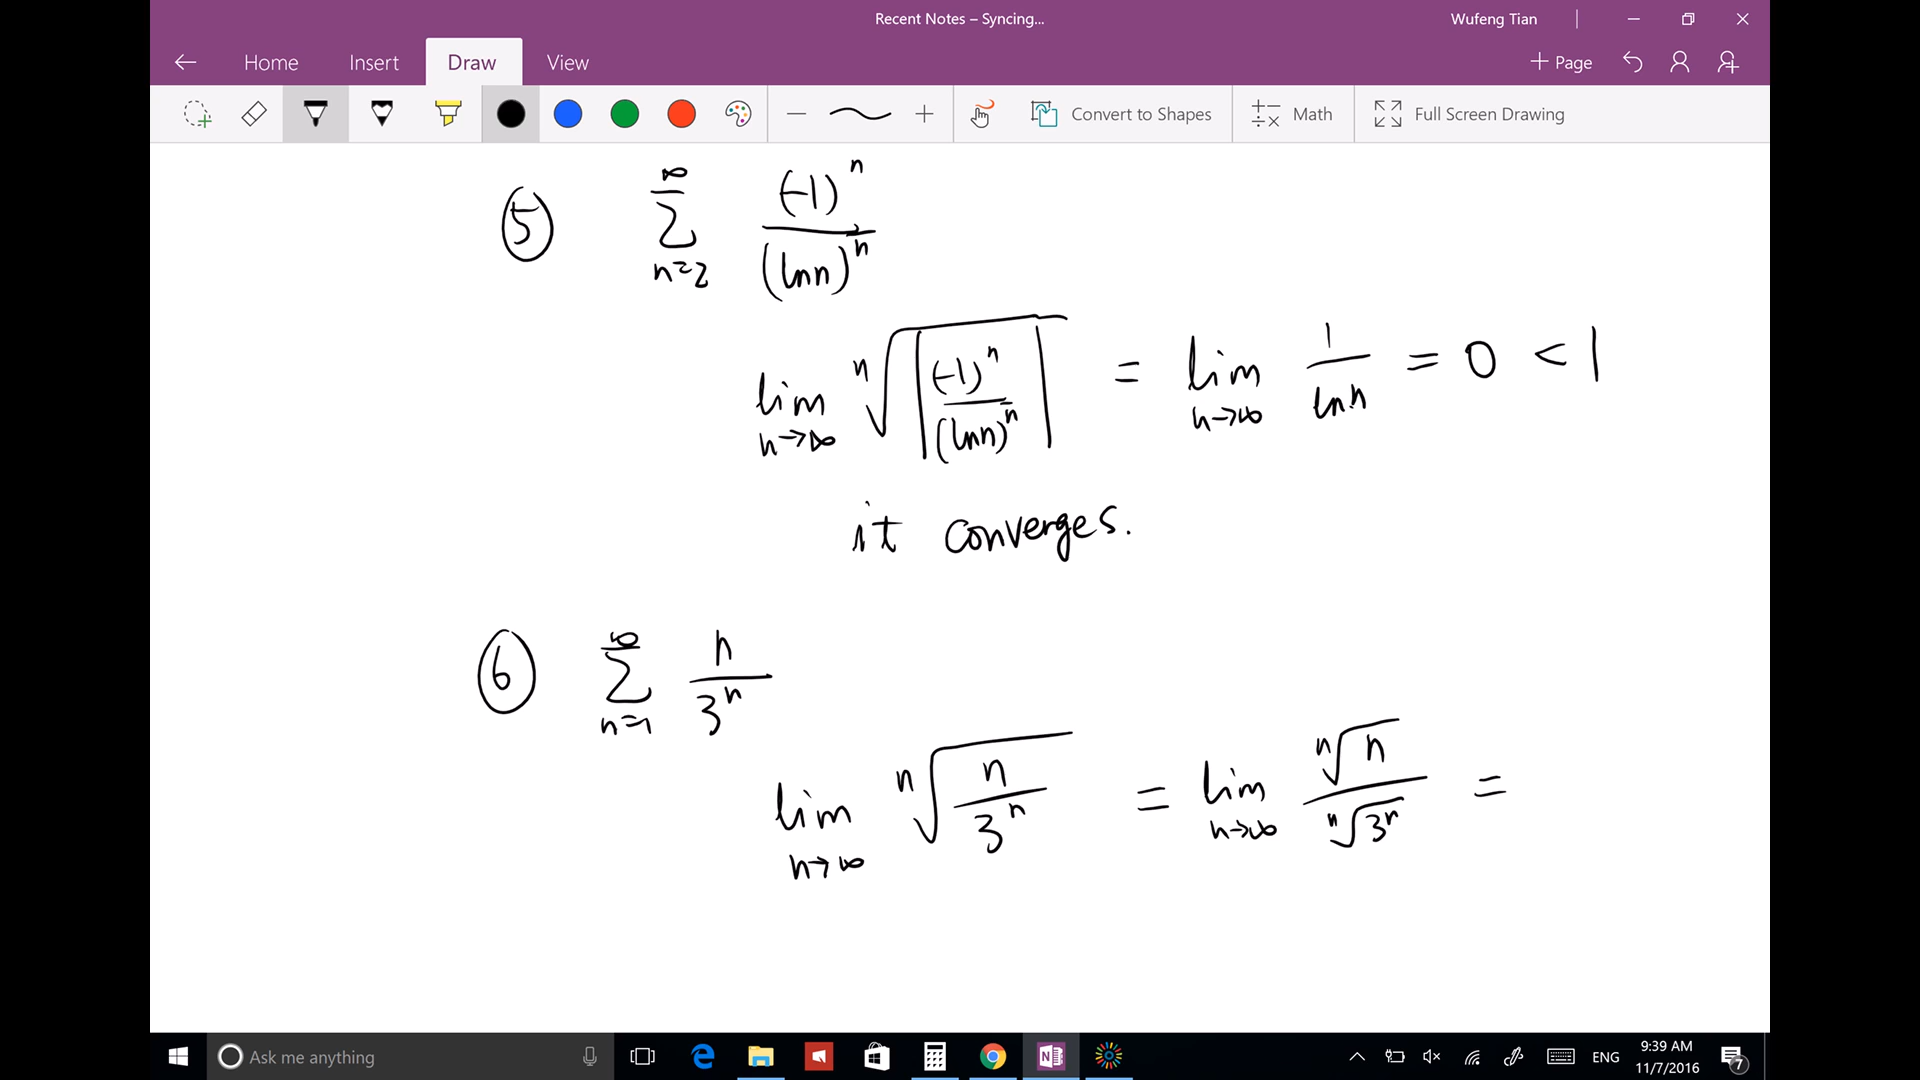 Recent Notes – Syncing...
Wufeng Tian
Home Insert Draw View
Page
Convert to Shapes Math Full Screen Drawing
⑤ ∑_{n=2}^{∞} (-1)^n / (ln n)^n
lim_{n→∞} ⁿ√|(-1)^n / (ln n)^n| = lim_{n→∞} 1 / ln n = 0 < 1
it converges.
⑥ ∑_{n=1}^{∞} n / 3^n
lim_{n→∞} ⁿ√(n / 3^n) = lim_{n→∞} ⁿ√n / ⁿ√3^n =
Ask me anything
ENG
9:39 AM
11/7/2016
7